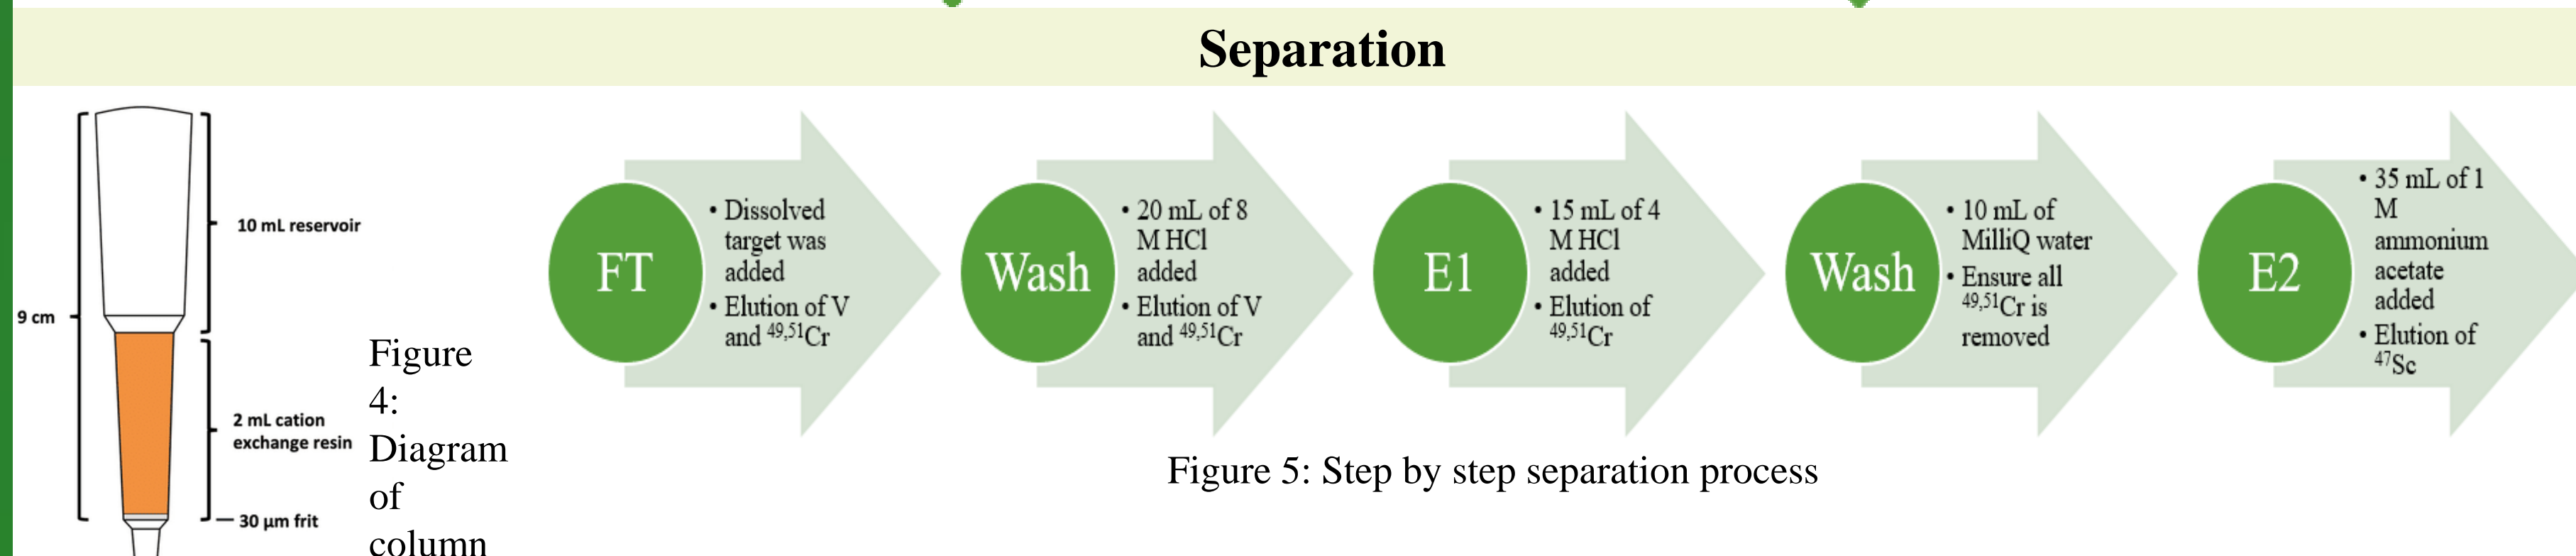 Separation
10 mL reservoir
9 cm
2 mL cation
exchange resin
30 µm frit
Figure
4:
Diagram
of
column
FT
• Dissolved
target was
added
• Elution of V
and 49,51Cr
Wash
• 20 mL of 8
M HCl
added
• Elution of V
and 49,51Cr
E1
• 15 mL of 4
M HCl
added
• Elution of
49,51Cr
Wash
• 10 mL of
MilliQ water
• Ensure all
49,51Cr is
removed
E2
• 35 mL of 1
M
ammonium
acetate
added
• Elution of
47Sc
Figure 5: Step by step separation process